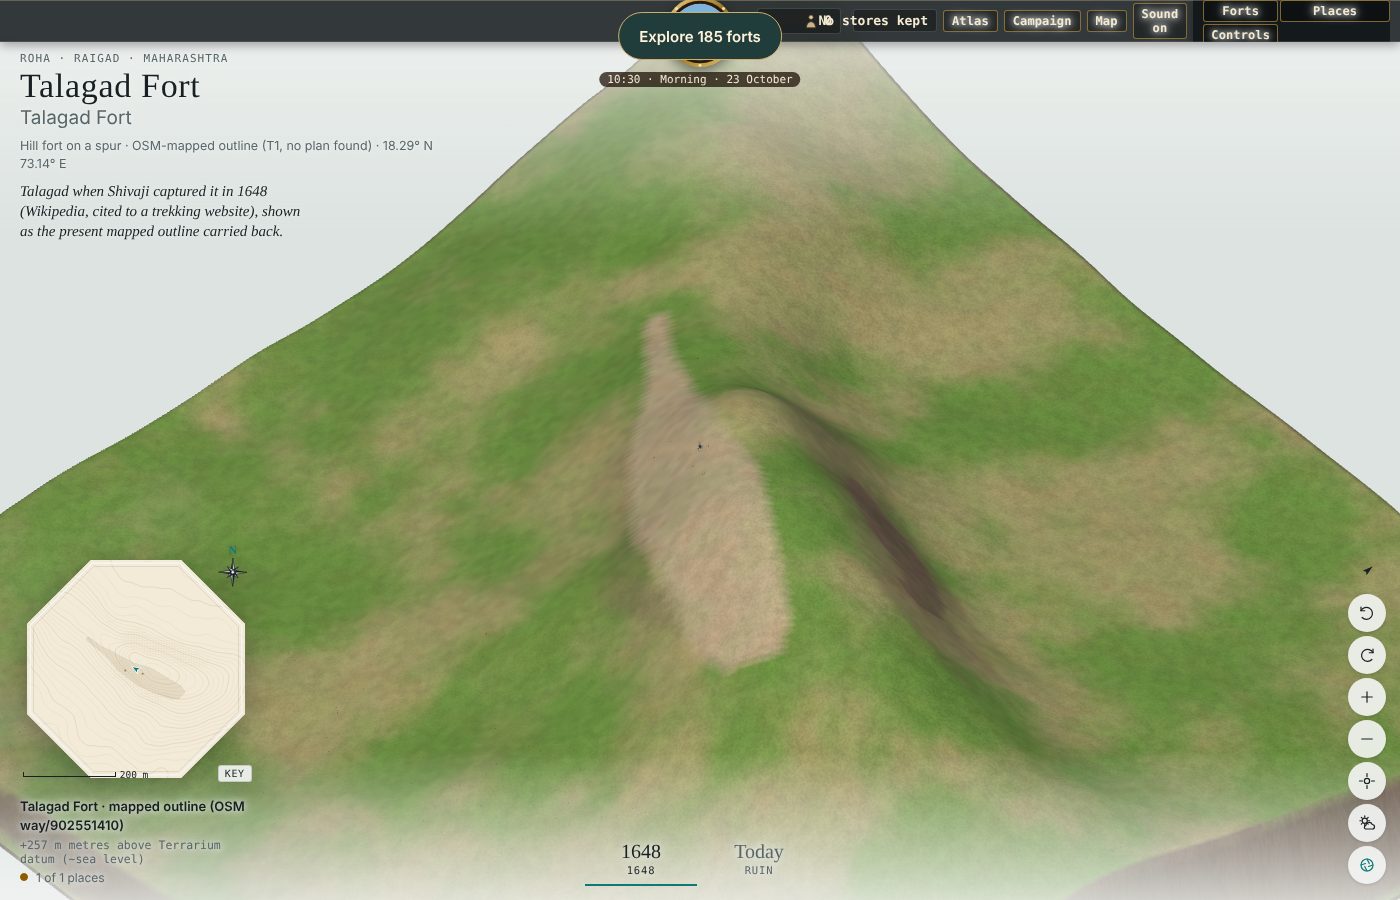 Explore 185 forts
No stores kept
Atlas
Campaign
Map
Sound on
Forts
Places
Controls
10:30 · Morning · 23 October
ROHA · RAIGAD · MAHARASHTRA
Talagad Fort
Talagad Fort
Hill fort on a spur · OSM-mapped outline (T1, no plan found) · 18.29° N
73.14° E
Talagad when Shivaji captured it in 1648
(Wikipedia, cited to a trekking website), shown
as the present mapped outline carried back.
N
200 m
KEY
Talagad Fort · mapped outline (OSM
way/902551410)
+257 m metres above Terrarium
datum (~sea level)
1 of 1 places
1648
1648
Today
RUIN